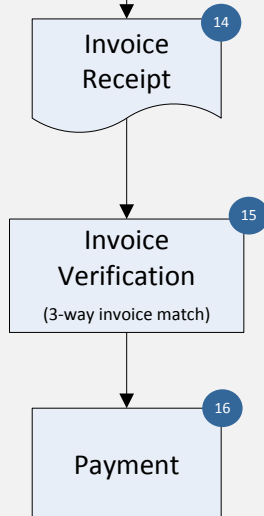 14
Invoice
Receipt
15
Invoice
Verification
(3-way invoice match)
16
Payment